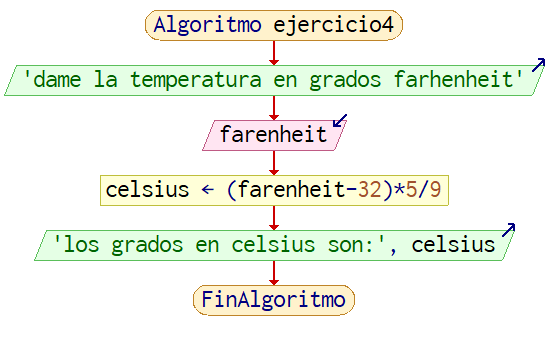 Algoritmo ejercicio4
'dame la temperatura en grados farhenheit'
farenheit
celsius ← (farenheit-32)*5/9
'los grados en celsius son:', celsius
FinAlgoritmo